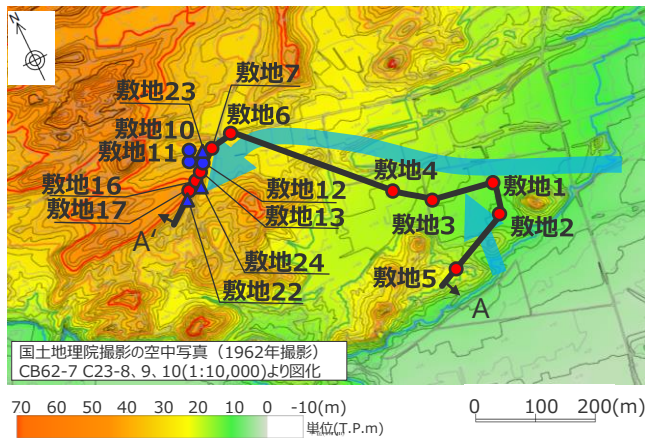 N
敷地7
敷地23
敷地6
敷地10
敷地11
敷地4
敷地16
敷地12
敷地1
敷地17
敷地13
敷地3
敷地2
A'
敷地24
敷地5
敷地22
A
国土地理院撮影の空中写真（1962年撮影）
CB62-7 C23-8、9、10(1:10,000)より図化
70 60 50 40 30 20 10 0 -10(m)
単位(T.P.m)
0 100 200(m)